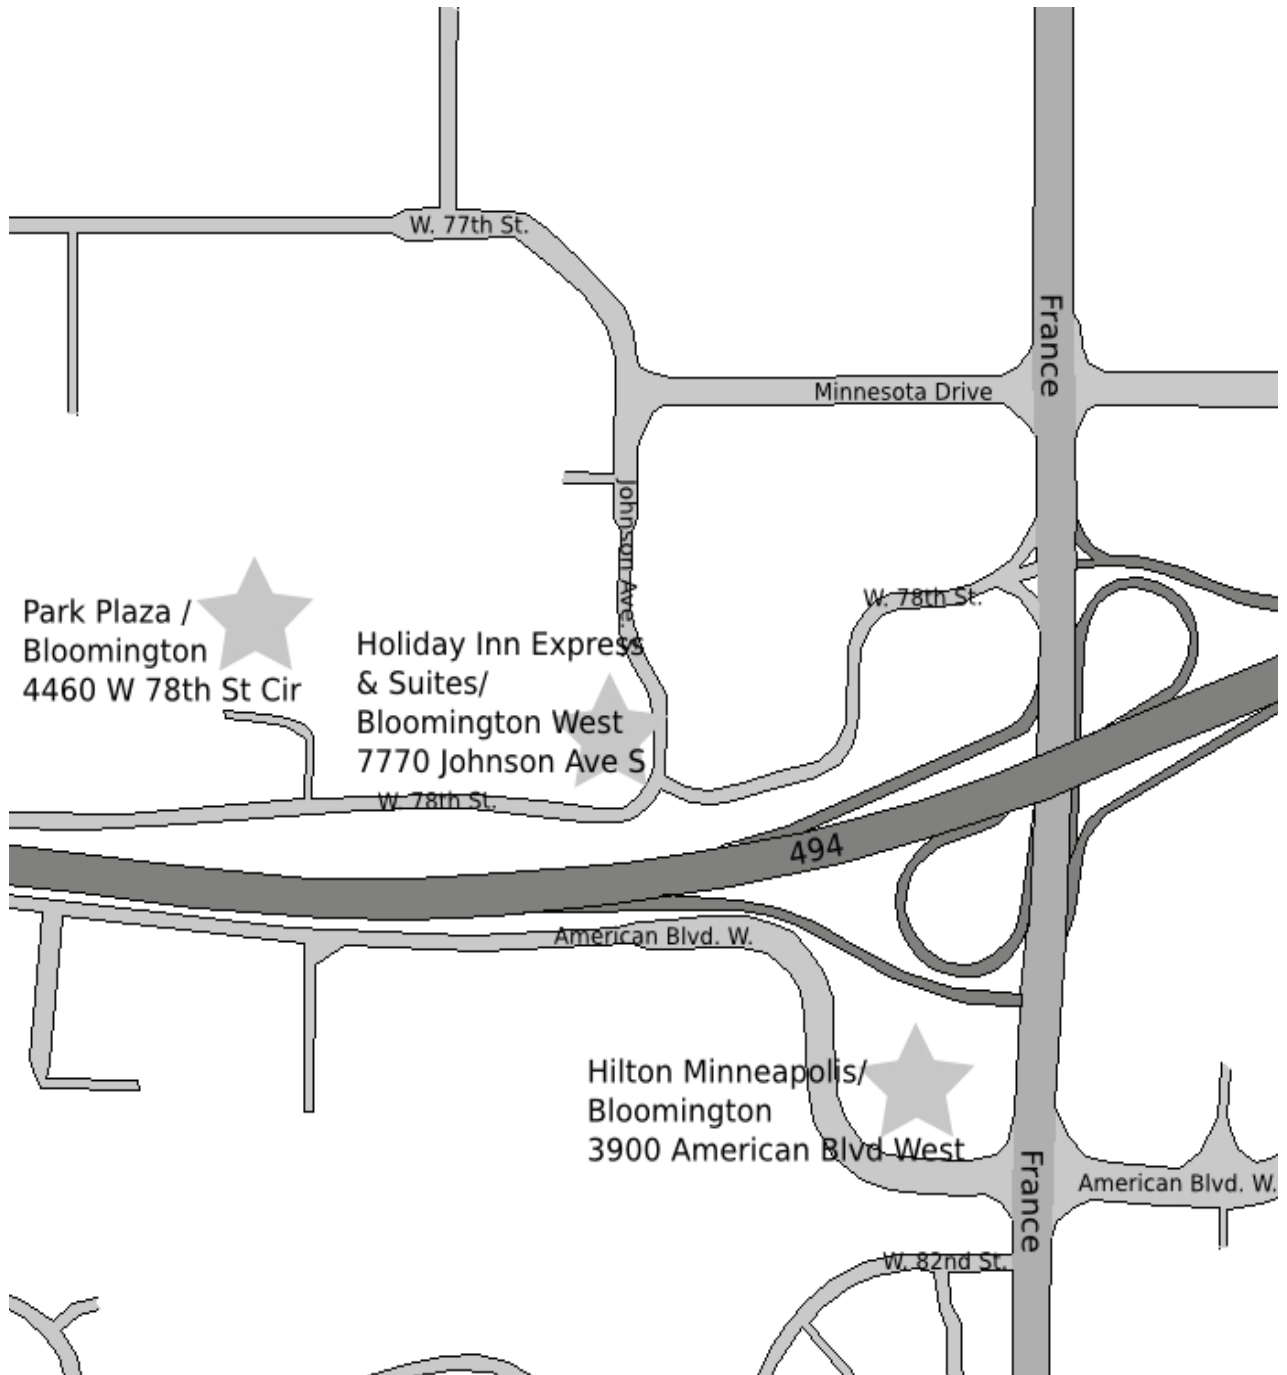 W. 77th St.
France
Minnesota Drive
Johnson Ave.
W. 78th St.
Park Plaza /
Bloomington
4460 W 78th St Cir
Holiday Inn Express
& Suites/
Bloomington West
7770 Johnson Ave S
W. 78th St.
494
American Blvd. W.
Hilton Minneapolis/
Bloomington
3900 American Blvd West
France
American Blvd. W.
W. 82nd St.